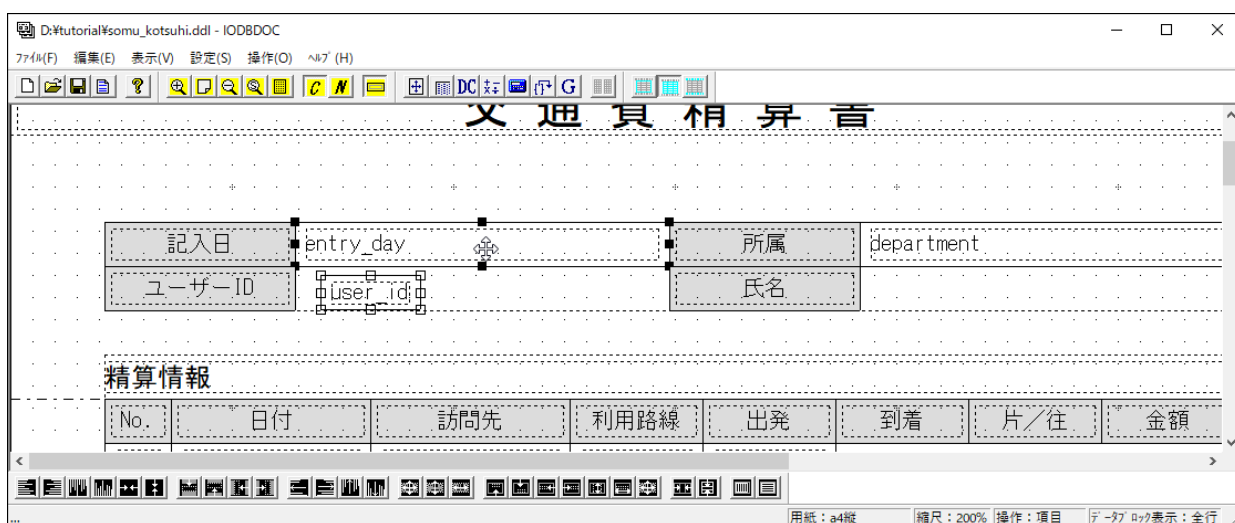 D:¥tutorial¥somu_kotsuhi.ddl - IODBDOC
ファイル(F) 編集(E) 表示(V) 設定(S) 操作(O) ヘルプ(H)
C N DC G
交通費精算書
記入日 entry_day 所属 department
ユーザーID user_id 氏名
精算情報
No. 日付 訪問先 利用路線 出発 到着 片／往 金額
... 用紙：a4縦 縮尺：200% 操作：項目 データブロック表示：全行